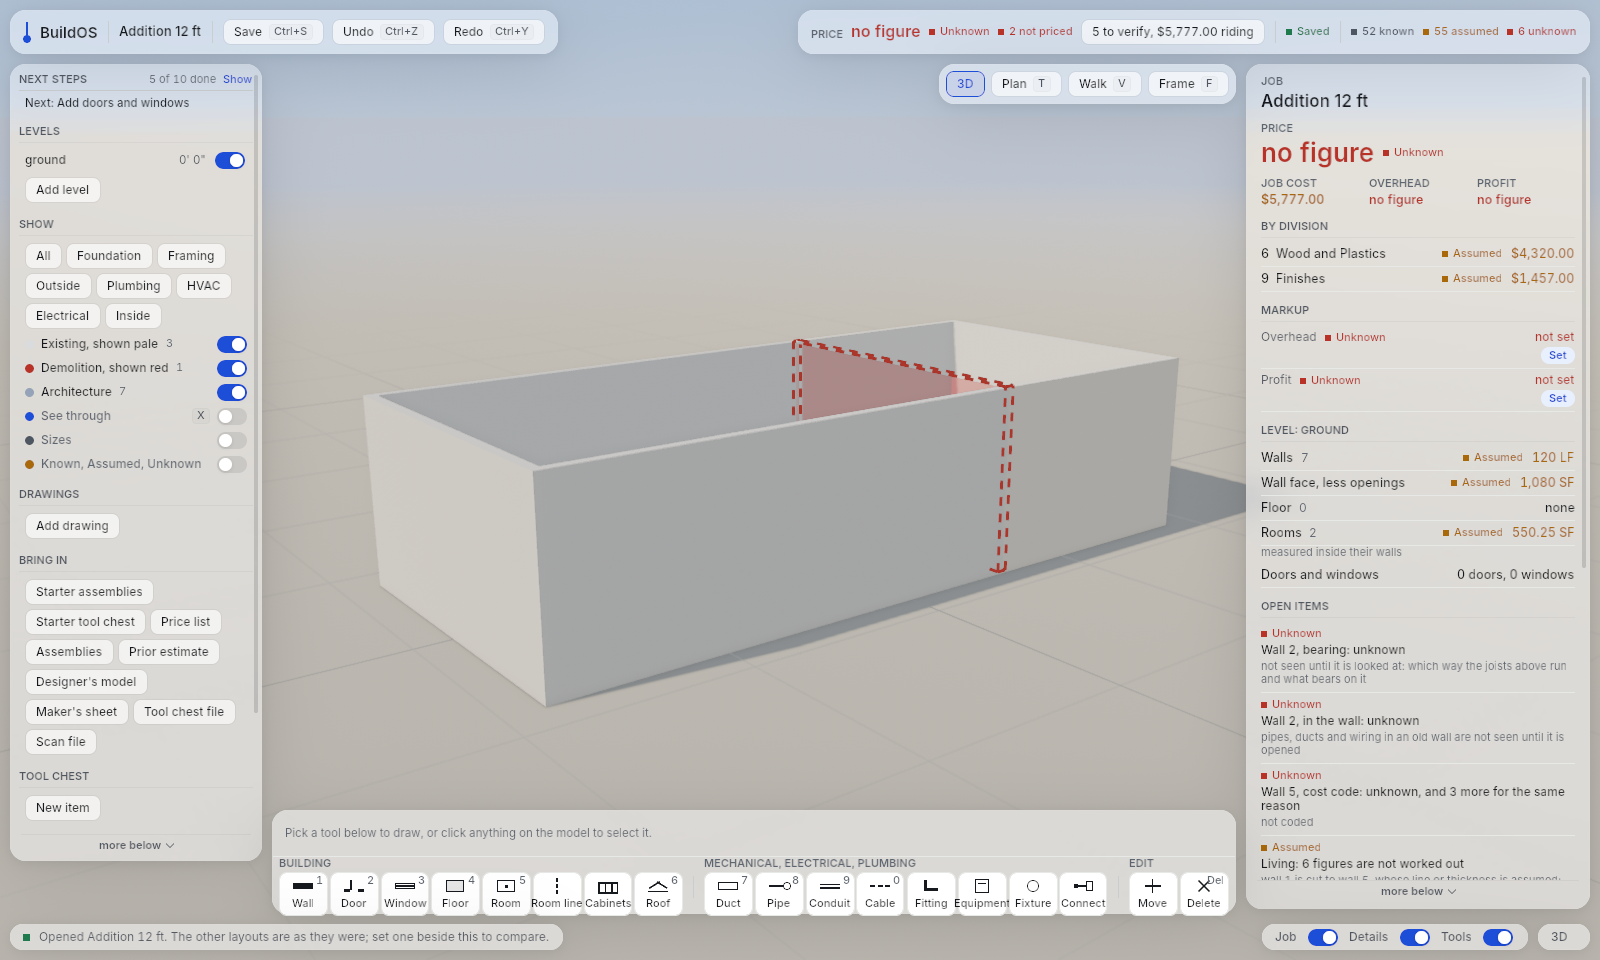 BuildOS
Addition 12 ft
Save Ctrl+S
Undo Ctrl+Z
Redo Ctrl+Y
PRICE no figure Unknown 2 not priced
5 to verify, $5,777.00 riding
Saved
52 known 55 assumed 6 unknown
NEXT STEPS 5 of 10 done Show
Next: Add doors and windows
LEVELS
ground 0' 0"
Add level
SHOW
All Foundation Framing
Outside Plumbing HVAC
Electrical Inside
Existing, shown pale 3
Demolition, shown red 1
Architecture 7
See through X
Sizes
Known, Assumed, Unknown
DRAWINGS
Add drawing
BRING IN
Starter assemblies
Starter tool chest Price list
Assemblies Prior estimate
Designer's model
Maker's sheet Tool chest file
Scan file
TOOL CHEST
New item
more below
3D
Plan T
Walk V
Frame F
JOB
Addition 12 ft
PRICE
no figure Unknown
JOB COST OVERHEAD PROFIT
$5,777.00 no figure no figure
BY DIVISION
6 Wood and Plastics Assumed $4,320.00
9 Finishes Assumed $1,457.00
MARKUP
Overhead Unknown not set
Set
Profit Unknown not set
Set
LEVEL: GROUND
Walls 7 Assumed 120 LF
Wall face, less openings Assumed 1,080 SF
Floor 0 none
Rooms 2 Assumed 550.25 SF
measured inside their walls
Doors and windows 0 doors, 0 windows
OPEN ITEMS
Unknown
Wall 2, bearing: unknown
not seen until it is looked at: which way the joists above run
and what bears on it
Unknown
Wall 2, in the wall: unknown
pipes, ducts and wiring in an old wall are not seen until it is
opened
Unknown
Wall 5, cost code: unknown, and 3 more for the same
reason
not coded
Assumed
Living: 6 figures are not worked out
wall 1 is cut to wall 5, whose line or thickness is assumed;
more below
Pick a tool below to draw, or click anything on the model to select it.
BUILDING
Wall 1
Door 2
Window 3
Floor 4
Room 5
Room line
Cabinets
Roof 6
MECHANICAL, ELECTRICAL, PLUMBING
Duct 7
Pipe 8
Conduit 9
Cable 0
Fitting
Equipment
Fixture
Connect
EDIT
Move
Delete Del
Opened Addition 12 ft. The other layouts are as they were; set one beside this to compare.
Job Details Tools
3D